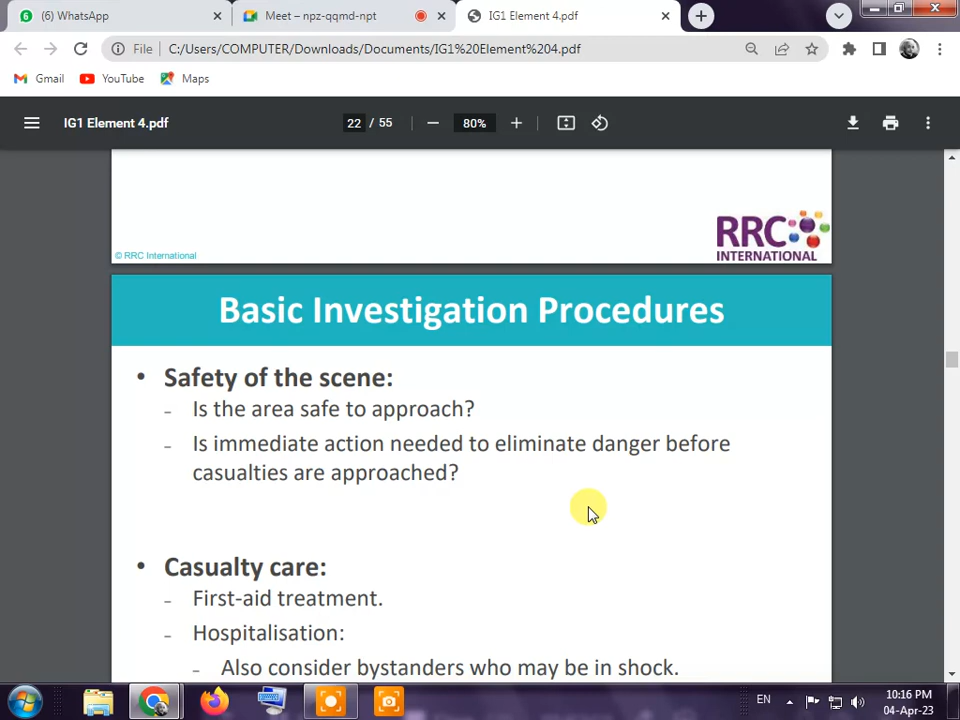 (6) WhatsApp
Meet – npz-qqmd-npt
IG1 Element 4.pdf
File
C:/Users/COMPUTER/Downloads/Documents/IG1%20Element%204.pdf
Gmail
YouTube
Maps
IG1 Element 4.pdf
22 / 55
80%
RRC
INTERNATIONAL
© RRC International
Basic Investigation Procedures
• Safety of the scene:
- Is the area safe to approach?
- Is immediate action needed to eliminate danger before
casualties are approached?
• Casualty care:
- First-aid treatment.
- Hospitalisation:
- Also consider bystanders who may be in shock.
EN
10:16 PM
04-Apr-23